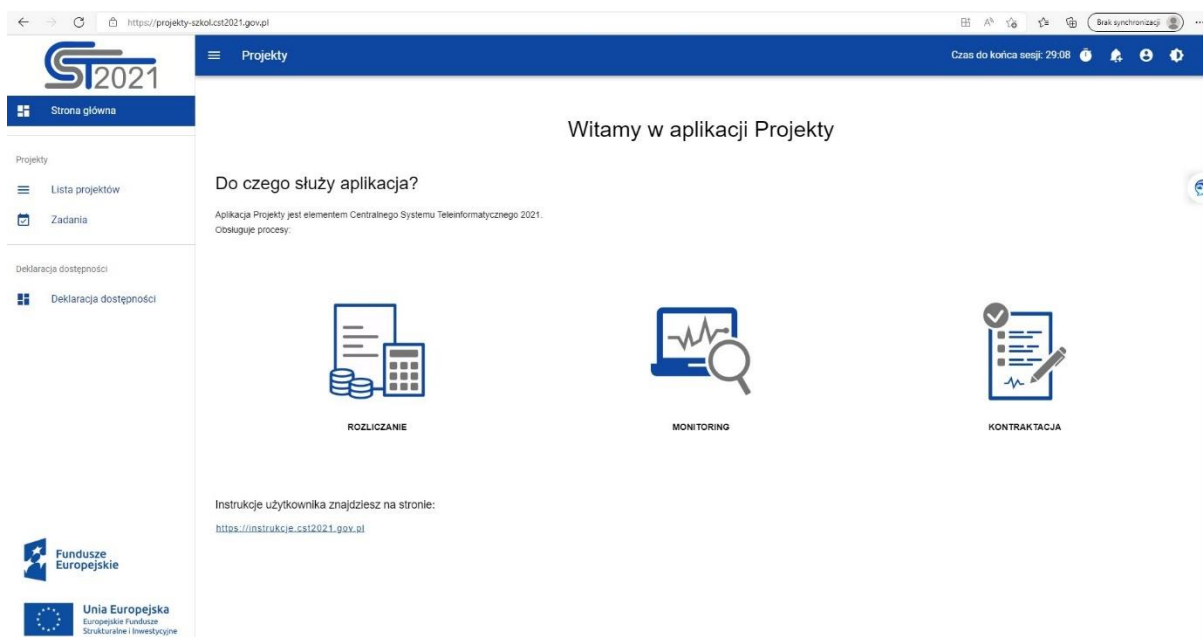 https://projekty-szkol.cst2021.gov.pl
Brak synchronizacji
ST2021
Projekty
Czas do końca sesji: 29:08
Strona główna
Projekty
Lista projektów
Zadania
Deklaracja dostępności
Deklaracja dostępności
Witamy w aplikacji Projekty
Do czego służy aplikacja?
Aplikacja Projekty jest elementem Centralnego Systemu Teleinformatycznego 2021.
Obsługuje procesy:
ROZLICZANIE
MONITORING
KONTRAKTACJA
Instrukcje użytkownika znajdziesz na stronie:
https://instrukcje.cst2021.gov.pl
Fundusze
Europejskie
Unia Europejska
Europejskie Fundusze
Strukturalne i Inwestycyjne